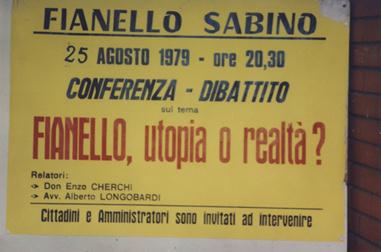 FIANELLO SABINO
25 AGOSTO 1979 - ore 20,30
CONFERENZA - DIBATTITO
sul tema
FIANELLO, utopia o realtà?
Relatori:
-> Don Enzo CHERCHI
-> Avv. Alberto LONGOBARDI
Cittadini e Amministratori sono invitati ad intervenire